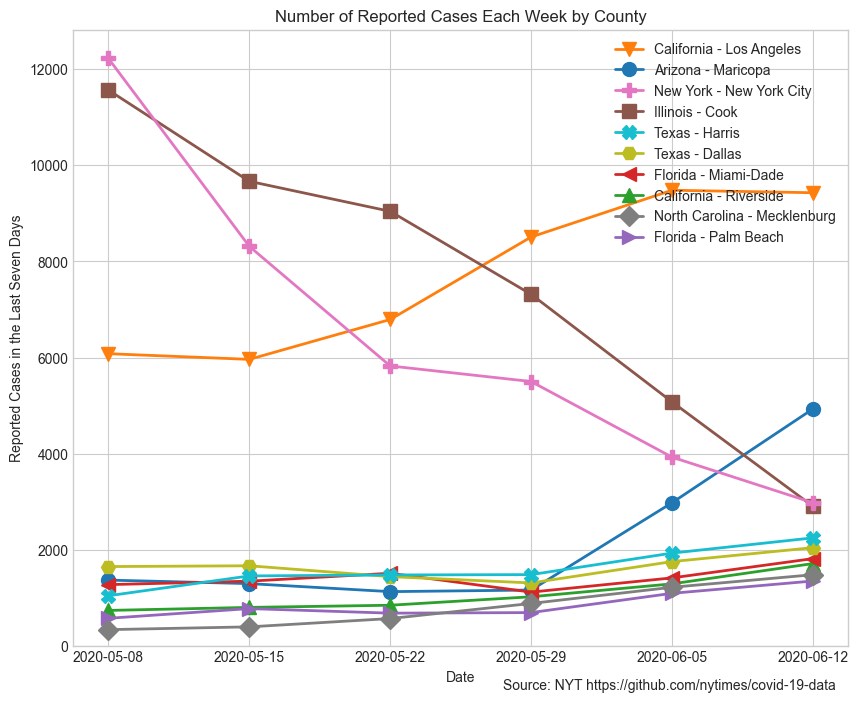 Number of Reported Cases Each Week by County
California - Los Angeles
Arizona - Maricopa
New York - New York City
Illinois - Cook
Texas - Harris
Texas - Dallas
Florida - Miami-Dade
California - Riverside
North Carolina - Mecklenburg
Florida - Palm Beach
Reported Cases in the Last Seven Days
12000
10000
8000
6000
4000
2000
0
2020-05-08 2020-05-15 2020-05-22 2020-05-29 2020-06-05 2020-06-12
Date
Source: NYT https://github.com/nytimes/covid-19-data